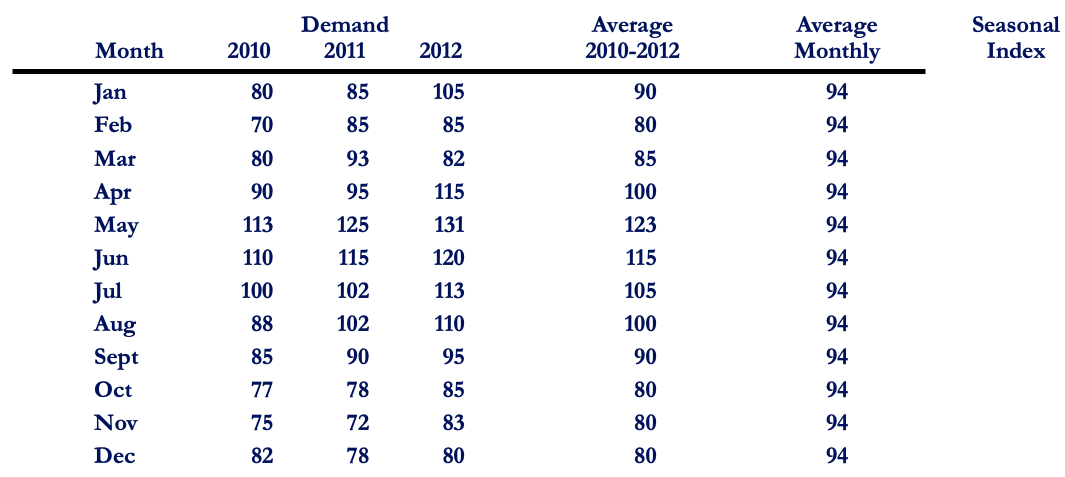 Demand Average Average Seasonal
Month 2010 2011 2012 2010-2012 Monthly Index
Jan 80 85 105 90 94
Feb 70 85 85 80 94
Mar 80 93 82 85 94
Apr 90 95 115 100 94
May 113 125 131 123 94
Jun 110 115 120 115 94
Jul 100 102 113 105 94
Aug 88 102 110 100 94
Sept 85 90 95 90 94
Oct 77 78 85 80 94
Nov 75 72 83 80 94
Dec 82 78 80 80 94